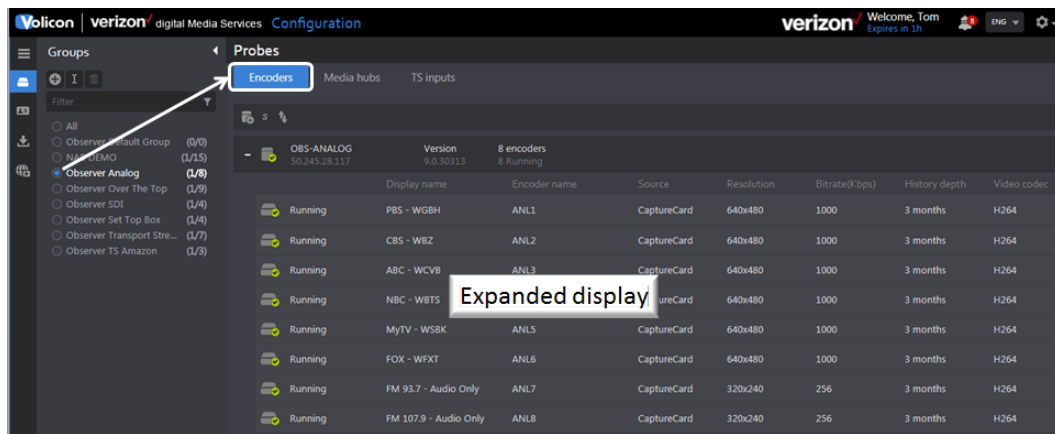 Volicon verizon digital Media Services Configuration verizon Welcome, Tom 8 ENG
Expires in 1h
Groups Probes
Encoders Media hubs TS inputs
Filter
All
Observer Default Group (0/0)
NAS DEMO (1/15)
Observer Analog (1/8)
Observer Over The Top (1/9)
Observer SDI (1/4)
Observer Set Top Box (1/4)
Observer Transport Stre... (1/7)
Observer TS Amazon (1/3)
S
OBS-ANALOG Version 8 encoders
50.245.28.117 9.0.30313 8 Running
Display name Encoder name Source Resolution Bitrate(Kbps) History depth Video codec
Running PBS - WGBH ANL1 CaptureCard 640x480 1000 3 months H264
Running CBS - WBZ ANL2 CaptureCard 640x480 1000 3 months H264
Running ABC - WCVB ANL3 CaptureCard 640x480 1000 3 months H264
Running NBC - WBTS 640x480 1000 3 months H264
Expanded display
Running MyTV - WSBK ANL5 CaptureCard 640x480 1000 3 months H264
Running FOX - WFXT ANL6 CaptureCard 640x480 1000 3 months H264
Running FM 93.7 - Audio Only ANL7 CaptureCard 320x240 256 3 months H264
Running FM 107.9 - Audio Only ANL8 CaptureCard 320x240 256 3 months H264